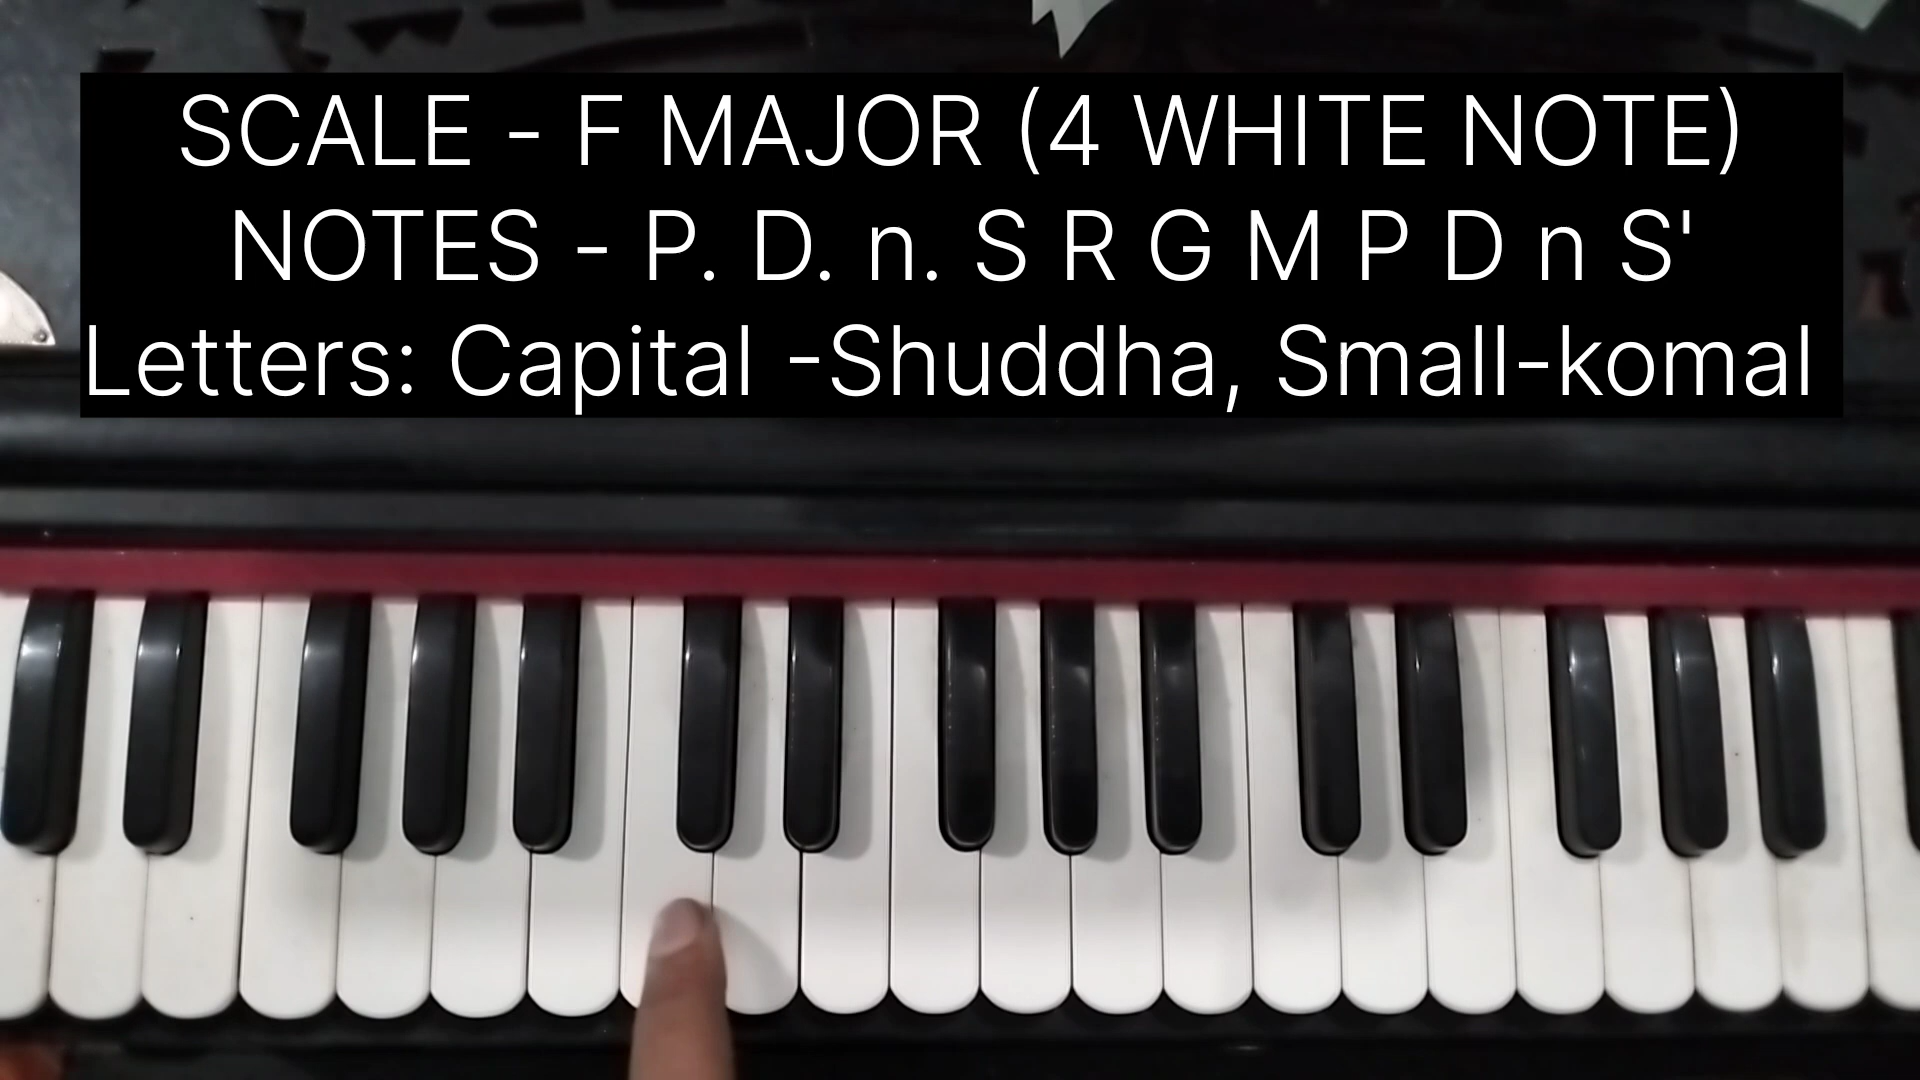 SCALE - F MAJOR (4 WHITE NOTE)
NOTES - P. D. n. S R G M P D n S'
Letters: Capital -Shuddha, Small-komal